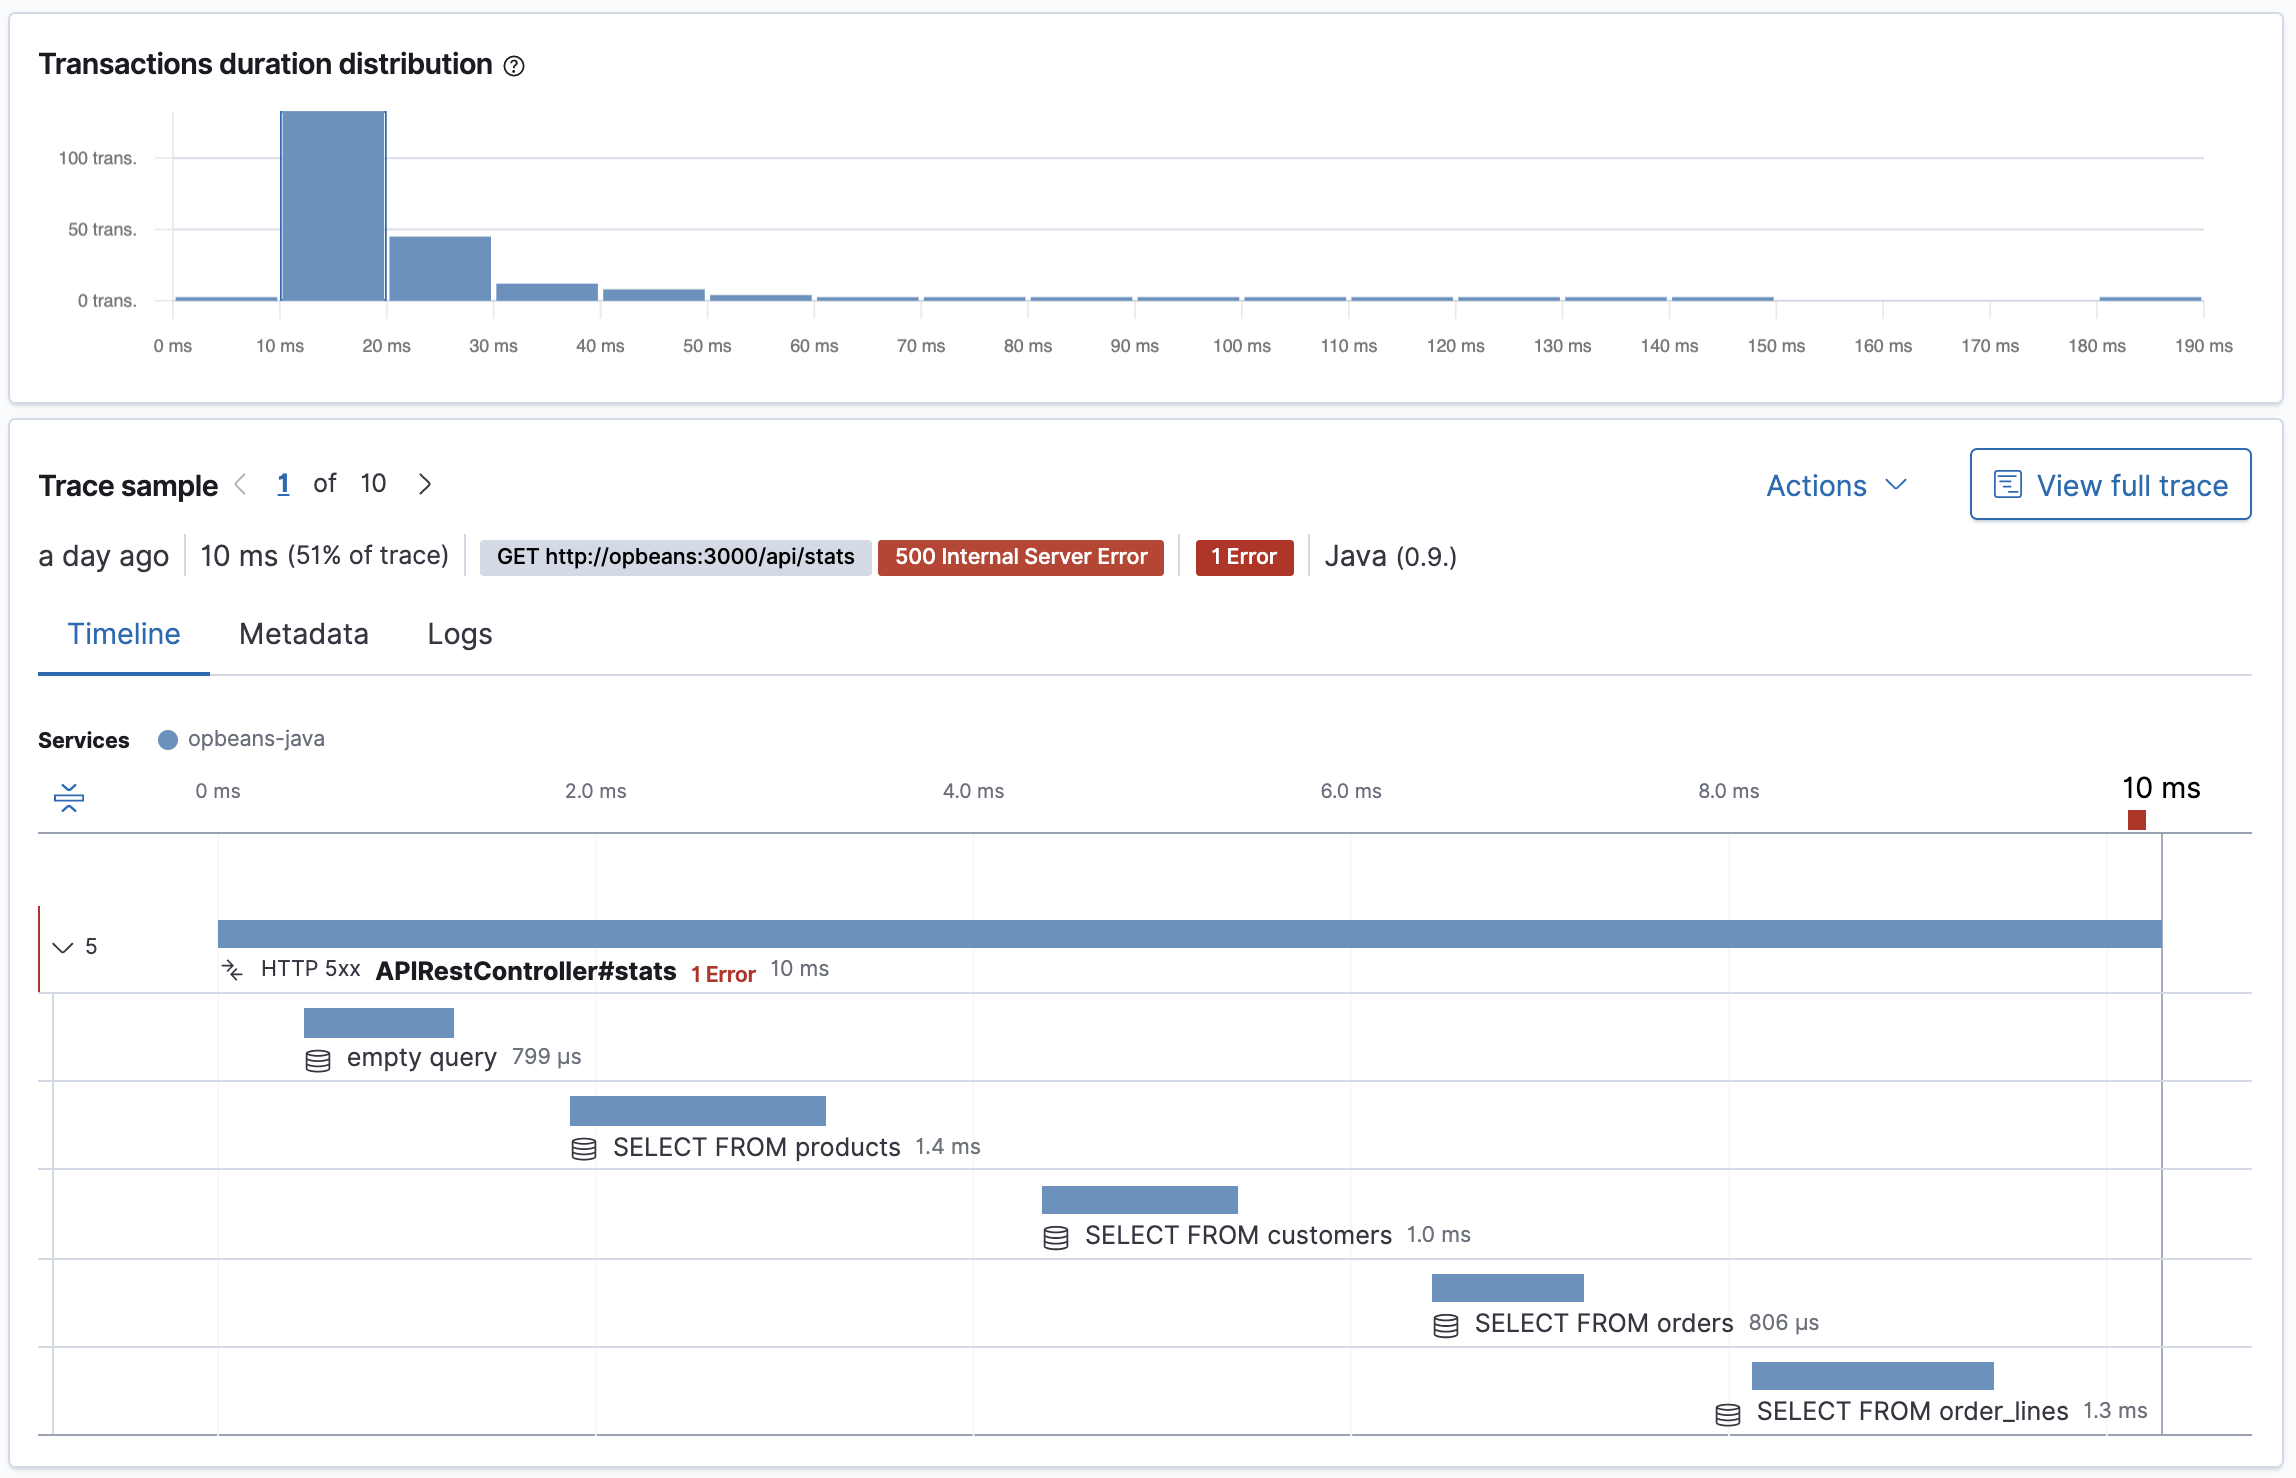 Transactions duration distribution
100 trans.
50 trans.
0 trans.
0 ms 10 ms 20 ms 30 ms 40 ms 50 ms 60 ms 70 ms 80 ms 90 ms 100 ms 110 ms 120 ms 130 ms 140 ms 150 ms 160 ms 170 ms 180 ms 190 ms
Trace sample 1 of 10 Actions View full trace
a day ago 10 ms (51% of trace) GET http://opbeans:3000/api/stats 500 Internal Server Error 1 Error Java (0.9.)
Timeline Metadata Logs
Services opbeans-java
0 ms 2.0 ms 4.0 ms 6.0 ms 8.0 ms 10 ms
5
HTTP 5xx APIRestController#stats 1 Error 10 ms
empty query 799 μs
SELECT FROM products 1.4 ms
SELECT FROM customers 1.0 ms
SELECT FROM orders 806 μs
SELECT FROM order_lines 1.3 ms